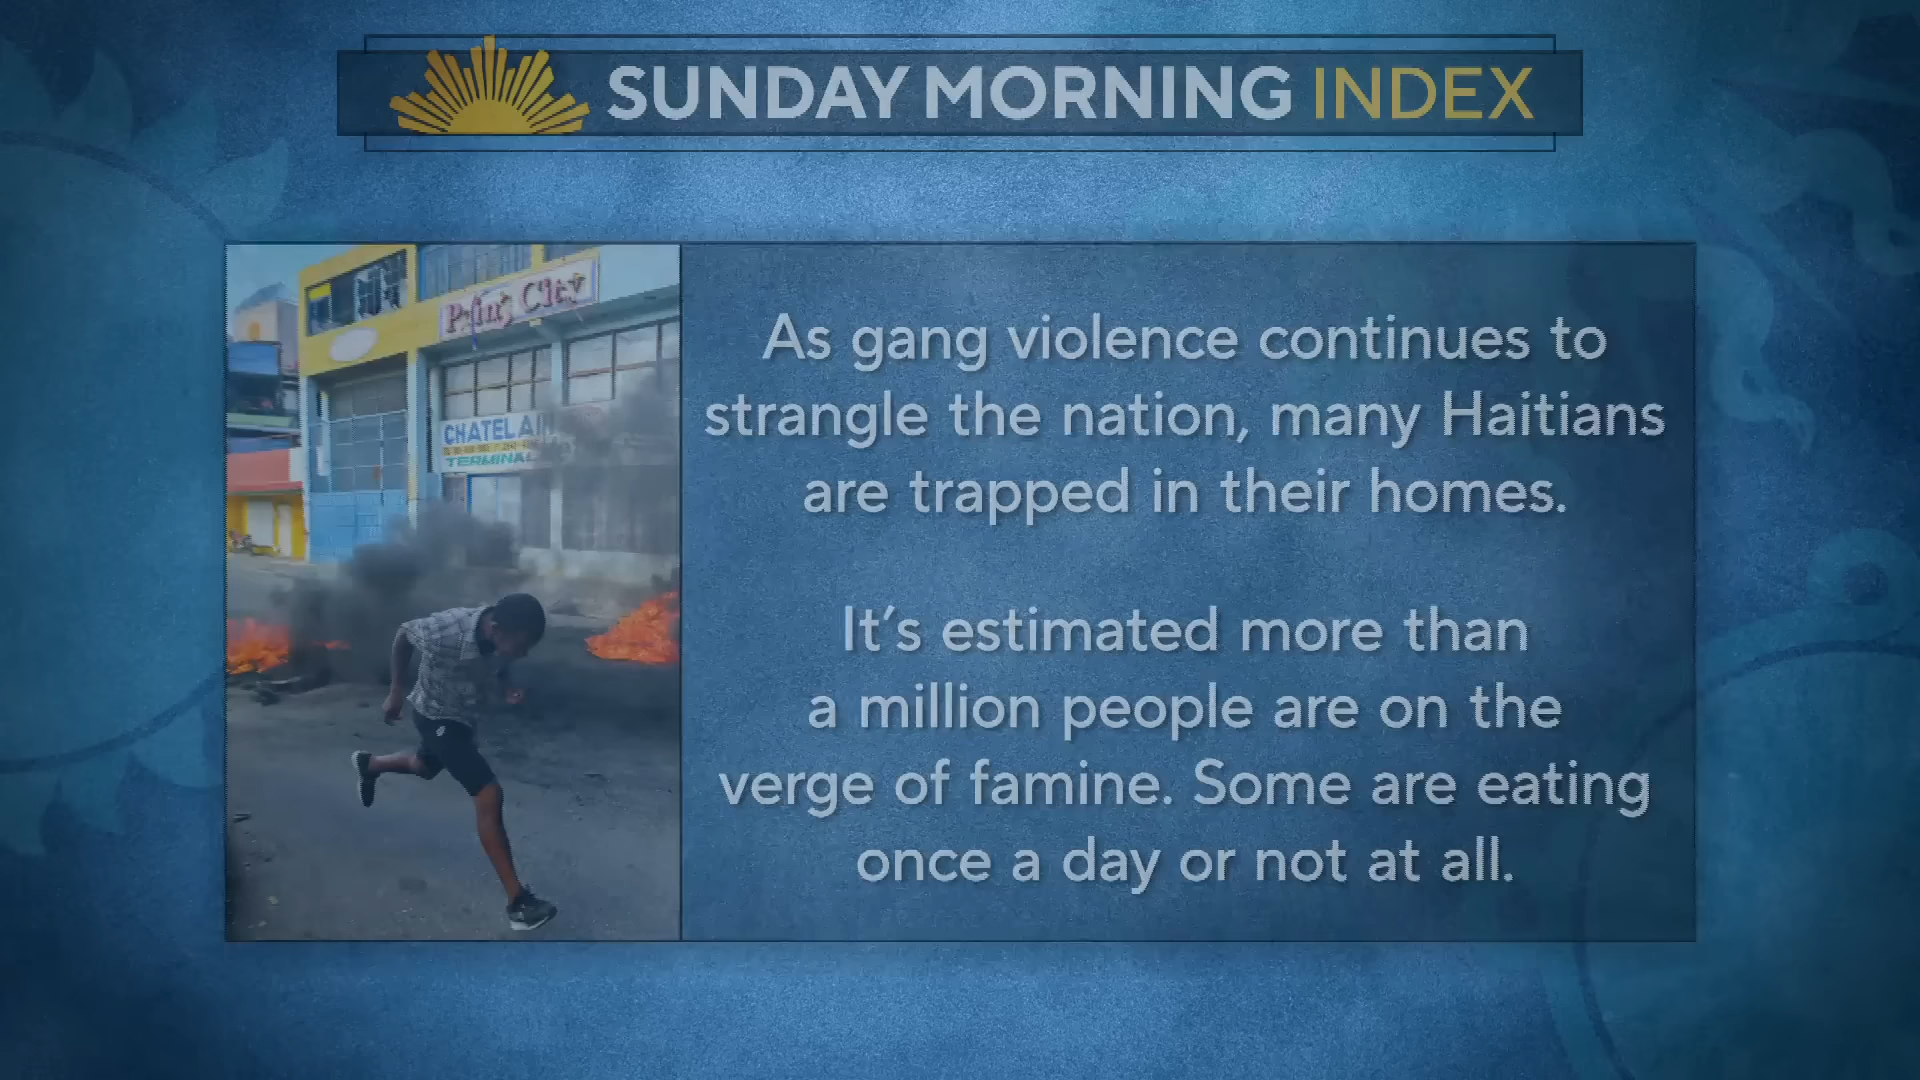 SUNDAY MORNING INDEX
Print City
CHATELAIN
TERMINAL
As gang violence continues to
strangle the nation, many Haitians
are trapped in their homes.
It's estimated more than
a million people are on the
verge of famine. Some are eating
once a day or not at all.